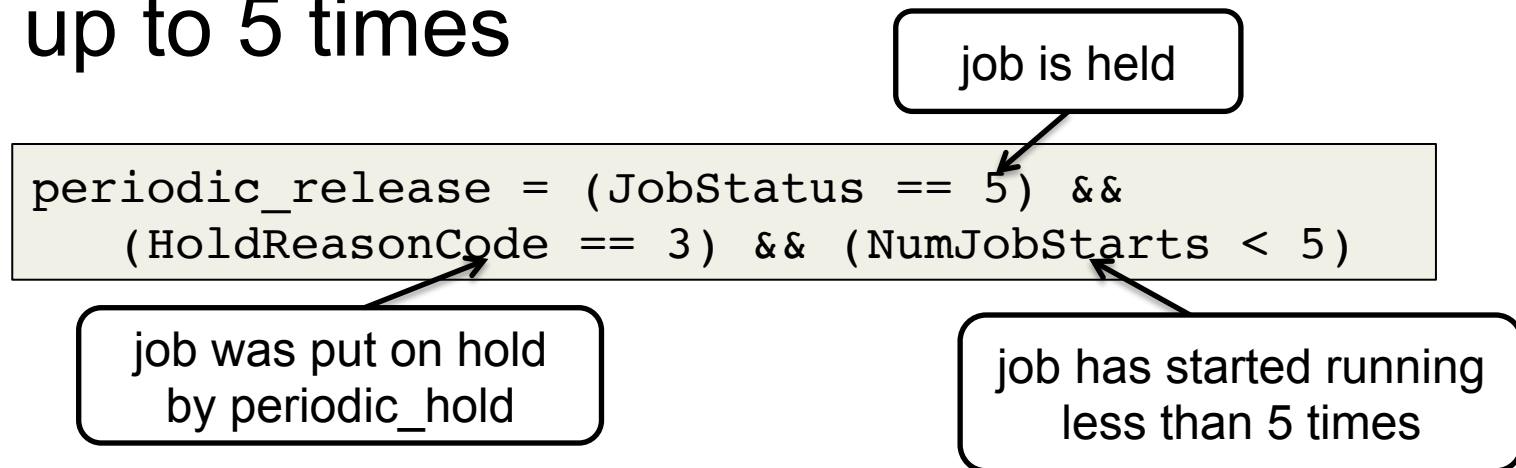 up to 5 times
job is held
periodic_release = (JobStatus == 5) &&
(HoldReasonCode == 3) && (NumJobStarts < 5)
job was put on hold
by periodic_hold
job has started running
less than 5 times